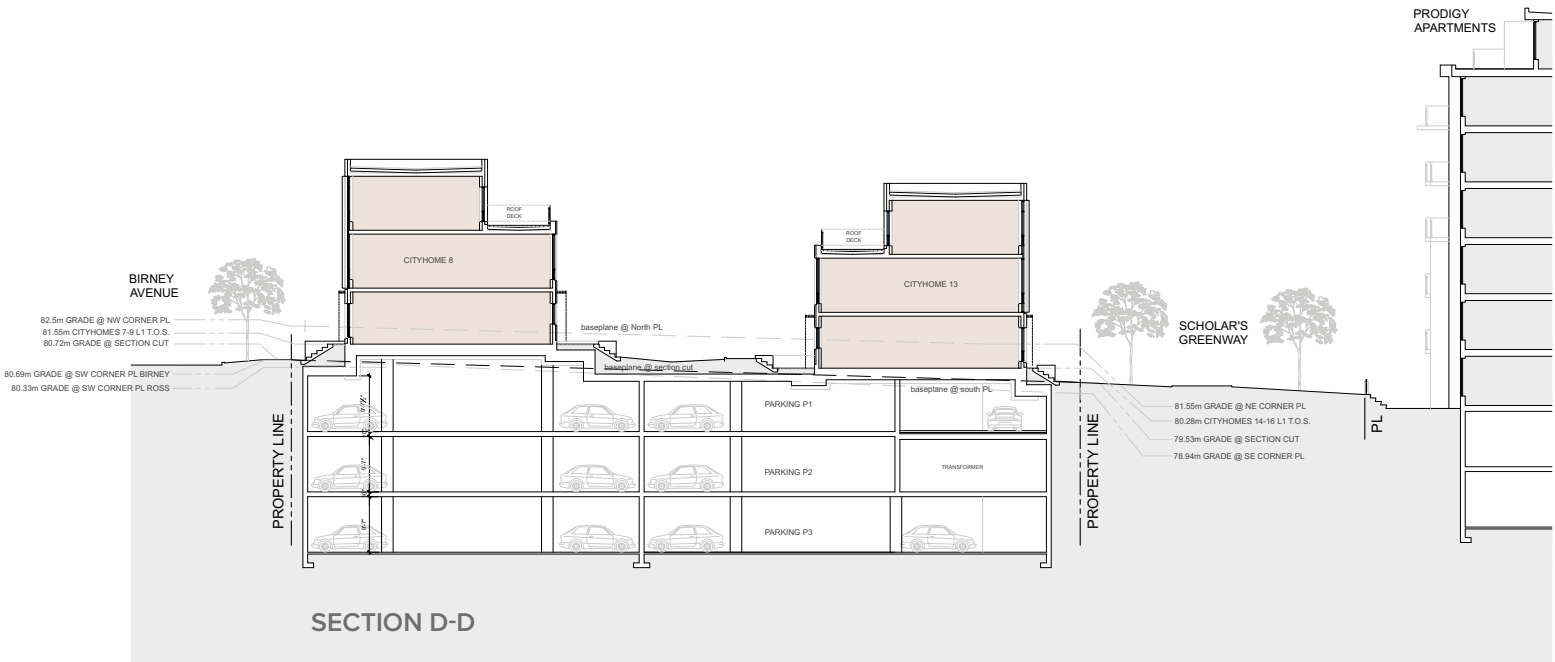 PRODIGY
APARTMENTS
ROOF
DECK
ROOF
DECK
CITYHOME 8
CITYHOME 13
BIRNEY
AVENUE
82.5m GRADE @ NW CORNER PL
81.55m CITYHOMES 7-9 L1 T.O.S.
80.72m GRADE @ SECTION CUT
80.69m GRADE @ SW CORNER PL BIRNEY
80.33m GRADE @ SW CORNER PL ROSS
baseplane @ North PL
baseplane @ section cut
baseplane @ south PL
SCHOLAR'S
GREENWAY
81.55m GRADE @ NE CORNER PL
80.28m CITYHOMES 14-16 L1 T.O.S.
79.53m GRADE @ SECTION CUT
78.94m GRADE @ SE CORNER PL
PL
PROPERTY LINE
PROPERTY LINE
PARKING P1
PARKING P2
TRANSFORMER
PARKING P3
9'-7"
9'-7"
SECTION D-D